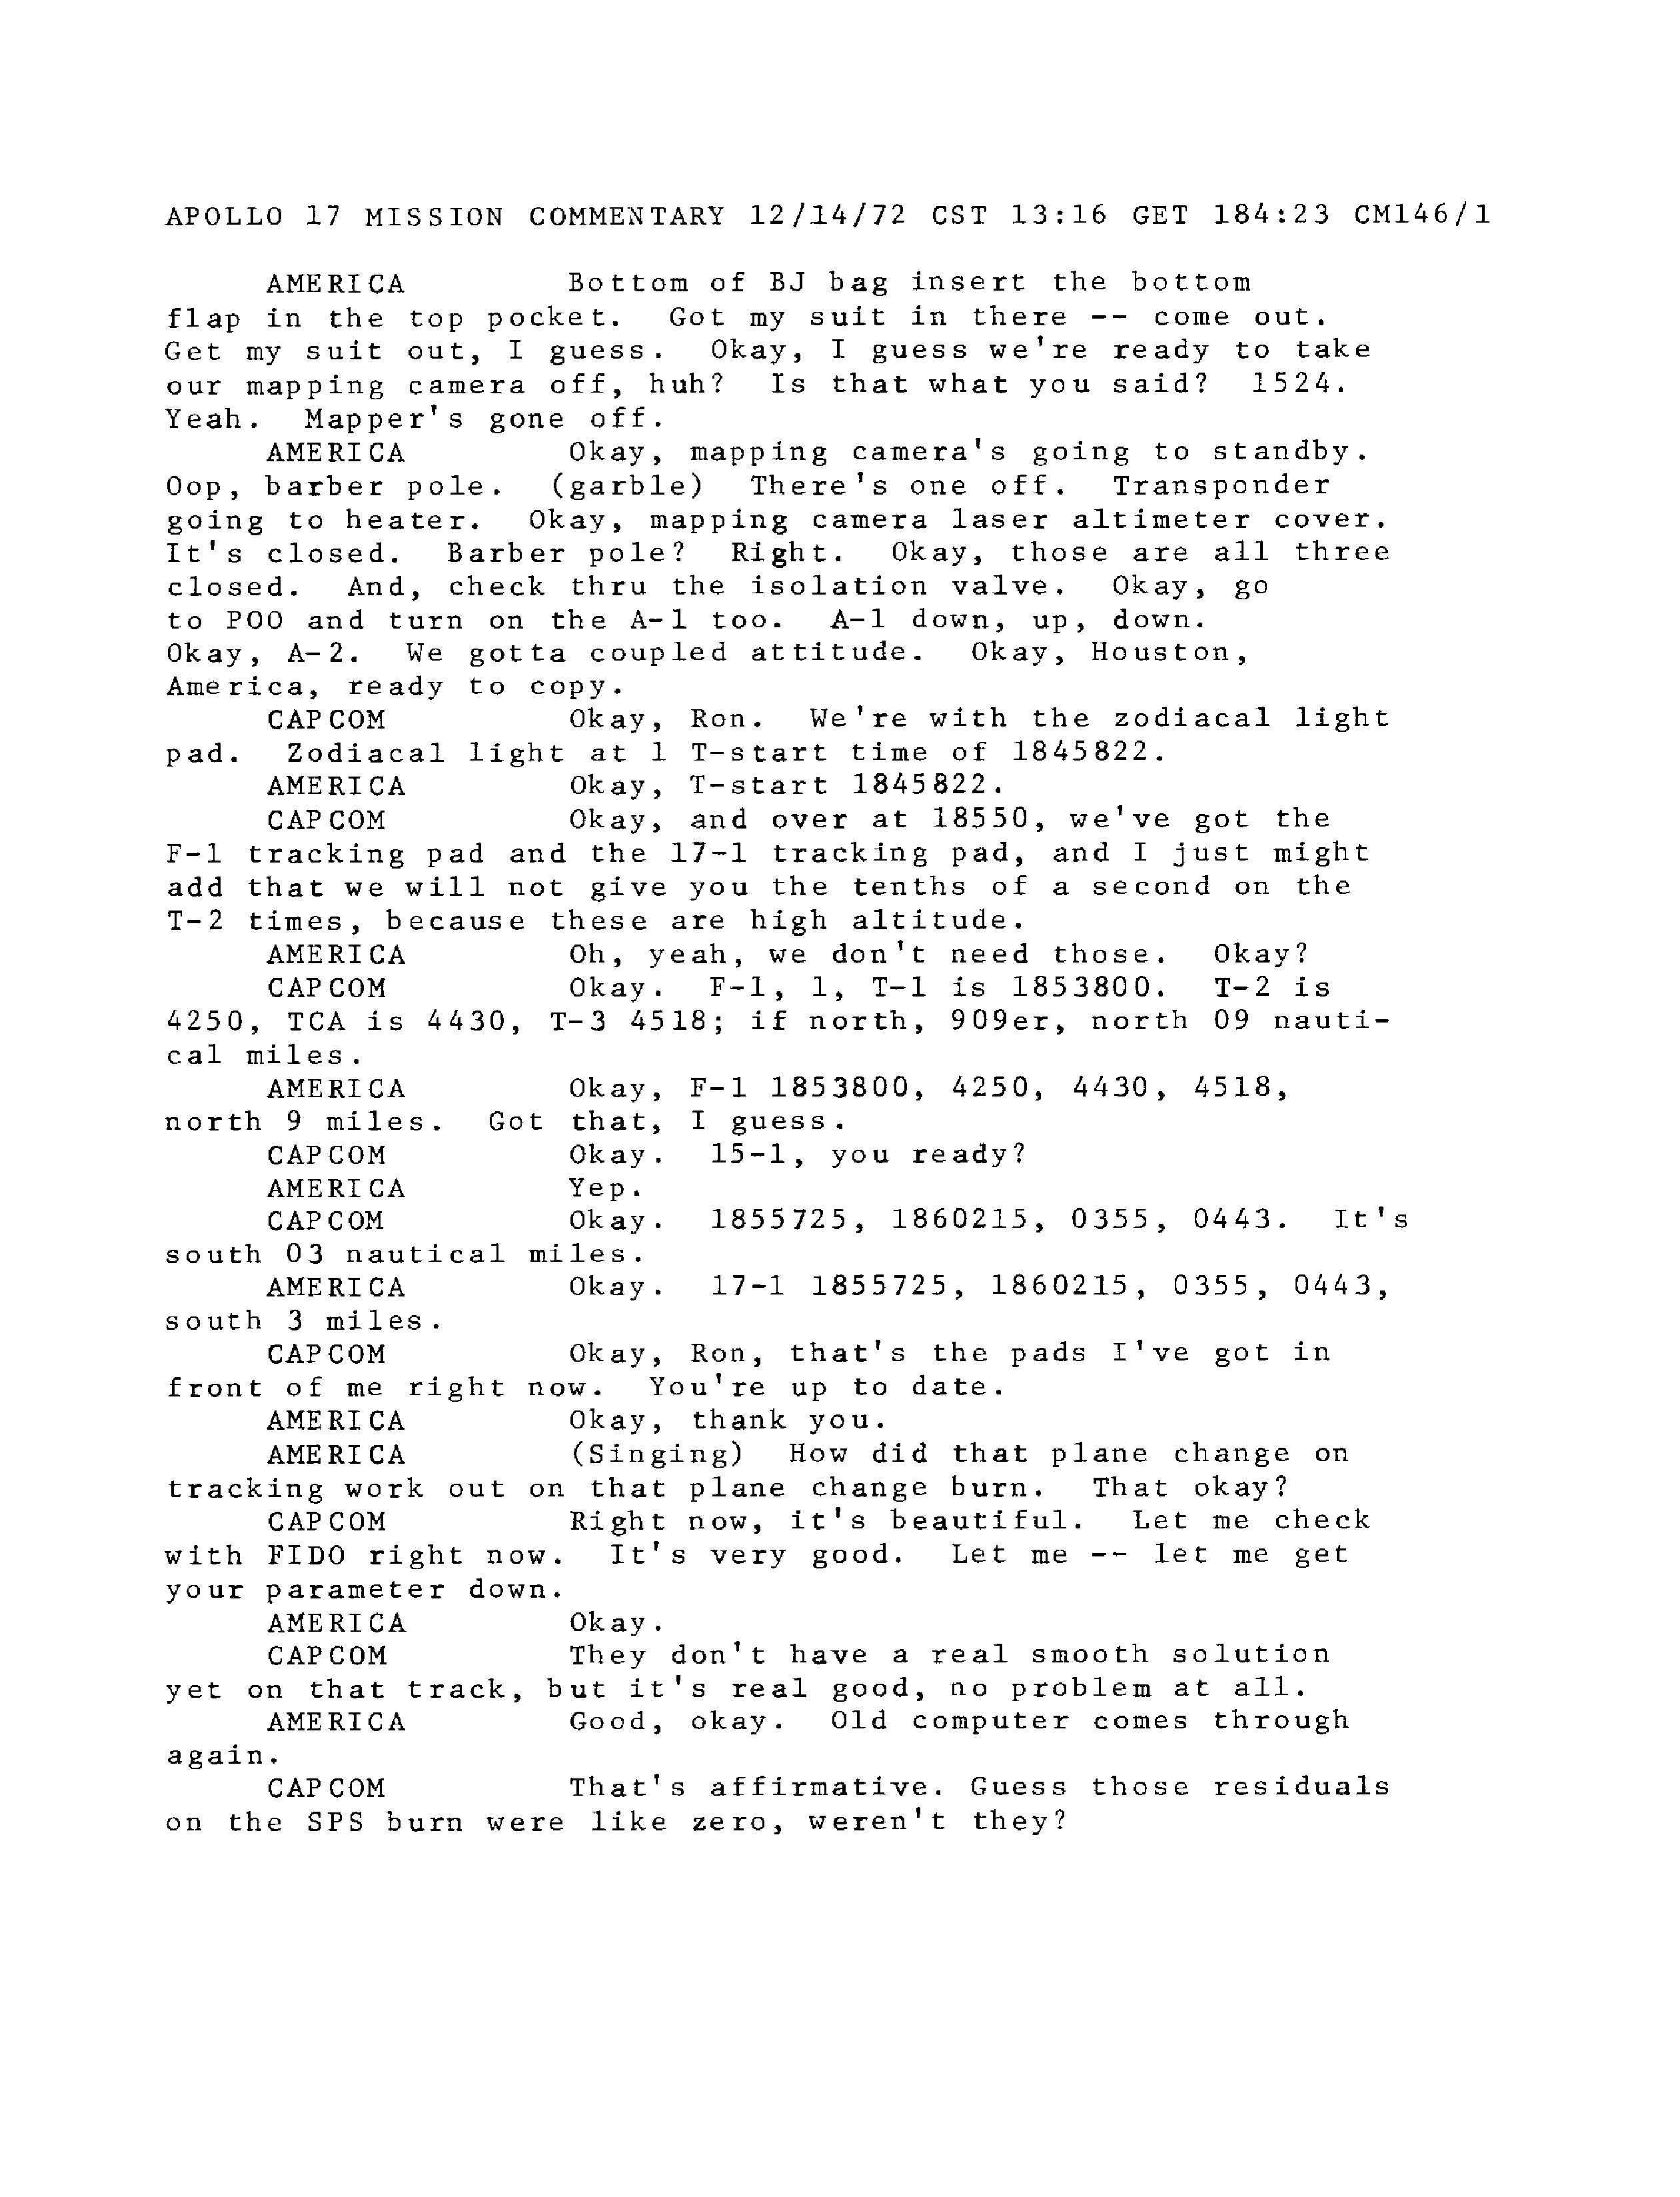 APOLLO 17 MISSION COMMENTARY 12/14/72 CST 13:16 GET 184:23 CM146/1
AMERICA Bottom of BJ bag insert the bottom
flap in the top pocket. Got my suit in there -- come out.
Get my suit out, I guess. Okay, I guess we're ready to take
our mapping camera off, huh? Is that what you said? 1524.
Yeah. Mapper's gone off.
AMERICA Okay, mapping camera's going to standby.
Oop, barber pole. (garble) There's one off. Transponder
going to heater. Okay, mapping camera laser altimeter cover.
It's closed. Barber pole? Right. Okay, those are all three
closed. And, check thru the isolation valve. Okay, go
to POO and turn on the A-1 too. A-1 down, up, down.
Okay, A-2. We gotta coupled attitude. Okay, Houston,
America, ready to copy.
CAPCOM Okay, Ron. We're with the zodiacal light
pad. Zodiacal light at 1 T-start time of 1845822.
AMERICA Okay, T-start 1845822.
CAPCOM Okay, and over at 18550, we've got the
F-1 tracking pad and the 17-1 tracking pad, and I just might
add that we will not give you the tenths of a second on the
T-2 times, because these are high altitude.
AMERICA Oh, yeah, we don't need those. Okay?
CAPCOM Okay. F-1, 1, T-1 is 1853800. T-2 is
4250, TCA is 4430, T-3 4518; if north, 909er, north 09 nauti-
cal miles.
AMERICA Okay, F-1 1853800, 4250, 4430, 4518,
north 9 miles. Got that, I guess.
CAPCOM Okay. 15-1, you ready?
AMERICA Yep.
CAPCOM Okay. 1855725, 1860215, 0355, 0443. It's
south 03 nautical miles.
AMERICA Okay. 17-1 1855725, 1860215, 0355, 0443,
south 3 miles.
CAPCOM Okay, Ron, that's the pads I've got in
front of me right now. You're up to date.
AMERICA Okay, thank you.
AMERICA (Singing) How did that plane change on
tracking work out on that plane change burn. That okay?
CAPCOM Right now, it's beautiful. Let me check
with FIDO right now. It's very good. Let me -- let me get
your parameter down.
AMERICA Okay.
CAPCOM They don't have a real smooth solution
yet on that track, but it's real good, no problem at all.
AMERICA Good, okay. Old computer comes through
again.
CAPCOM That's affirmative. Guess those residuals
on the SPS burn were like zero, weren't they?